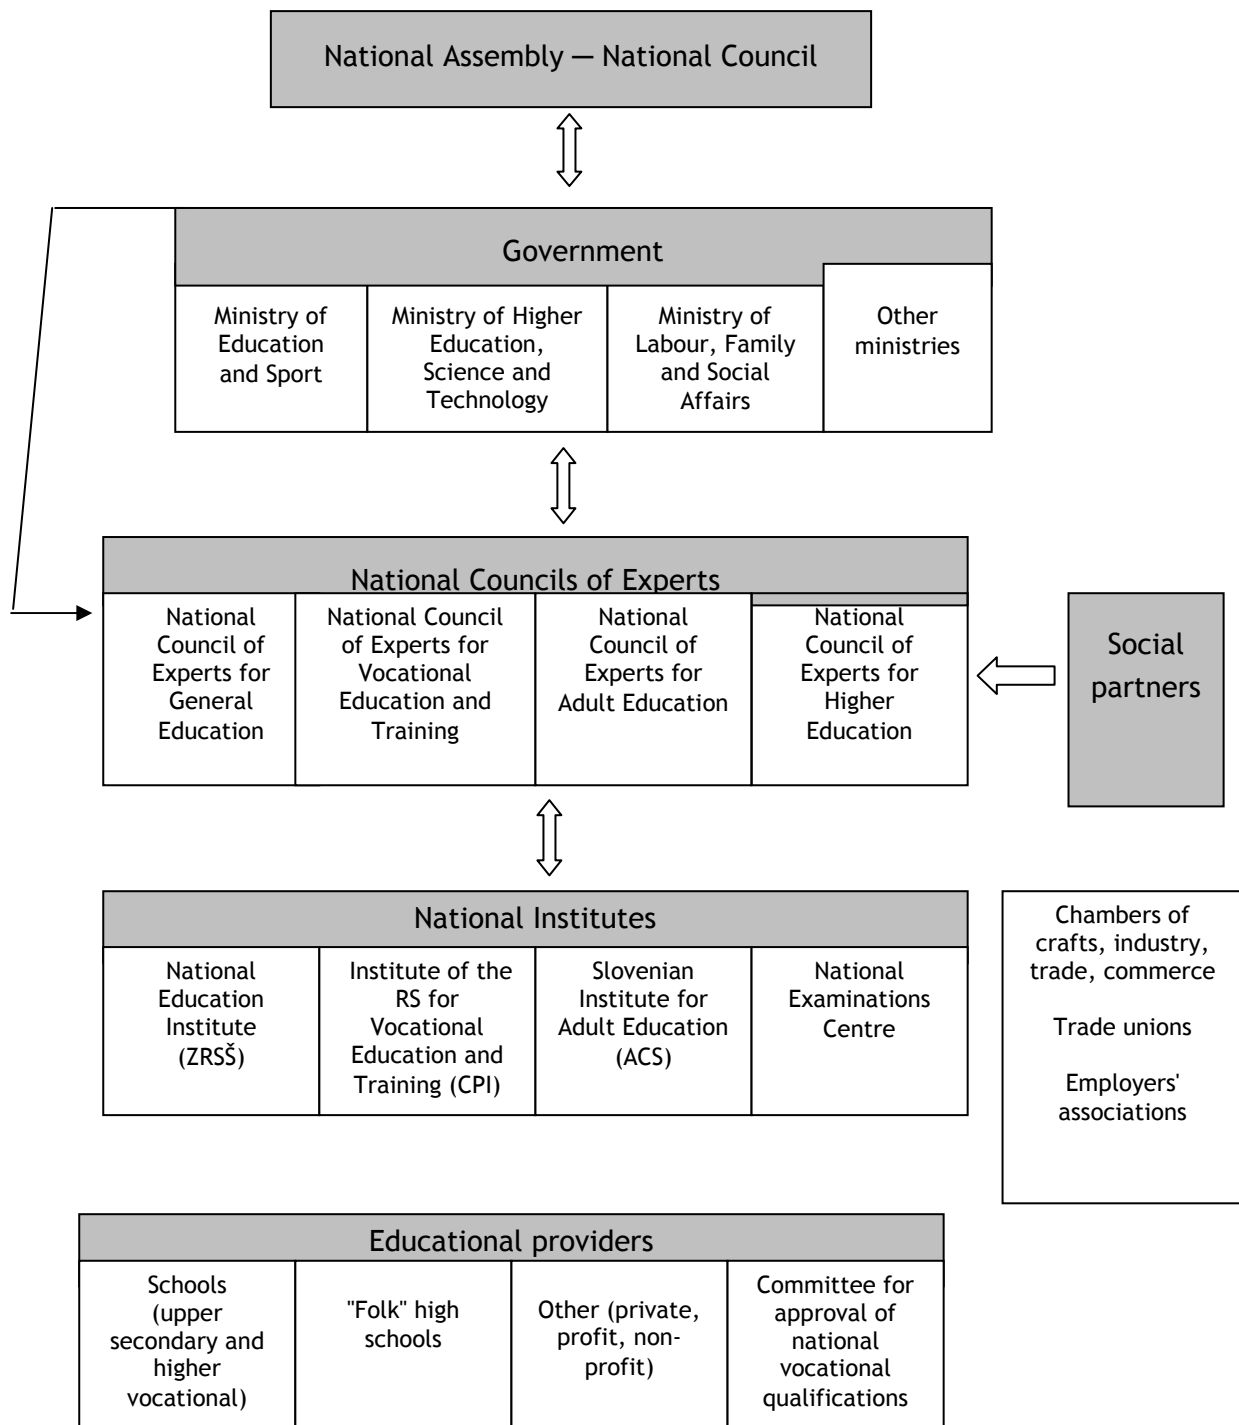 National Assembly — National Council
Government
Ministry of
Education
and Sport
Ministry of Higher
Education,
Science and
Technology
Ministry of
Labour, Family
and Social
Affairs
Other
ministries
National Councils of Experts
National
Council of
Experts for
General
Education
National Council
of Experts for
Vocational
Education and
Training
National
Council of
Experts for
Adult Education
National
Council of
Experts for
Higher
Education
Social
partners
National Institutes
National
Education
Institute
(ZRSŠ)
Institute of the
RS for
Vocational
Education and
Training (CPI)
Slovenian
Institute for
Adult Education
(ACS)
National
Examinations
Centre
Chambers of
crafts, industry,
trade, commerce
Trade unions
Employers'
associations
Educational providers
Schools
(upper
secondary and
higher
vocational)
"Folk" high
schools
Other (private,
profit, non-
profit)
Committee for
approval of
national
vocational
qualifications